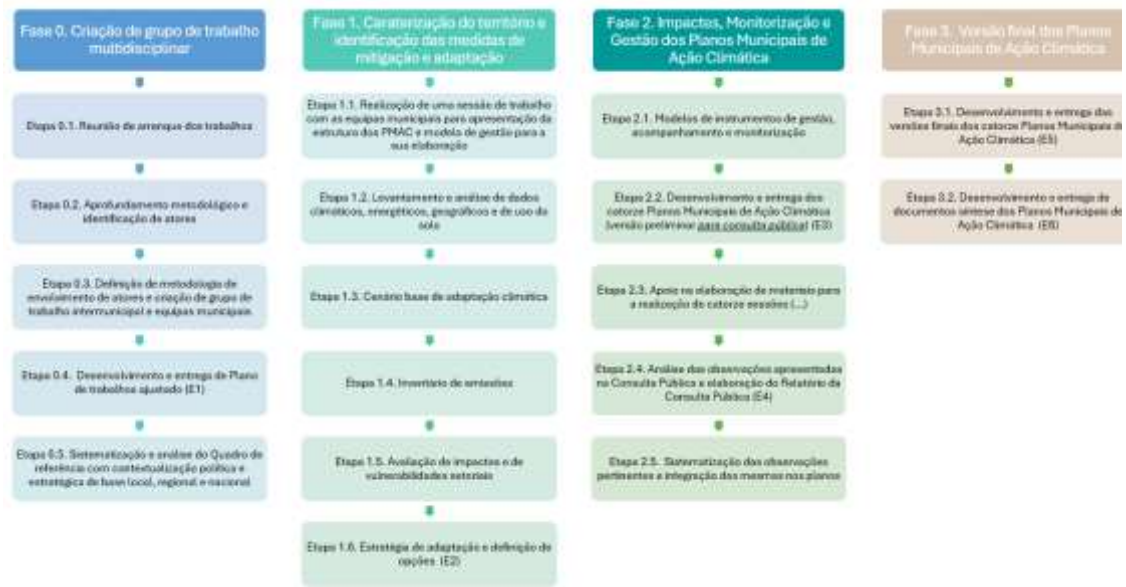 Fase 0. Criação de grupo de trabalho
multidisciplinar
Etapa 0.1. Reunião de arranque dos trabalhos
Etapa 0.2. Aprofundamento metodológico e
identificação de atores
Etapa 0.3. Definição de metodologia de
envolvimento de atores e criação de grupo de
trabalho intermunicipal e equipas municipais.
Etapa 0.4. Desenvolvimento e entrega de Plano
de trabalhos ajustado (E1)
Etapa 0.5. Sistematização e análise do Quadro de
referência com contextualização política e
estratégica de base local, regional e nacional
Fase 1. Caraterização do território e
identificação das medidas de
mitigação e adaptação
Etapa 1.1. Realização de uma sessão de trabalho
com as equipas municipais para apresentação da
estrutura dos PMAC e modelo de gestão para a
sua elaboração
Etapa 1.2. Levantamento e análise de dados
climáticos, energéticos, geográficos e de uso do
solo
Etapa 1.3. Cenário base de adaptação climática
Etapa 1.4. Inventário de emissões
Etapa 1.5. Avaliação de impactos e de
vulnerabilidades setoriais
Etapa 1.6. Estratégia de adaptação e definição de
opções (E2)
Fase 2. Impactos, Monitorização e
Gestão dos Planos Municipais de
Ação Climática
Etapa 2.1. Modelos de instrumentos de gestão,
acompanhamento e monitorização
Etapa 2.2. Desenvolvimento e entrega dos
catorze Planos Municipais de Ação Climática
(versão preliminar para consulta pública) (E3)
Etapa 2.3. Apoio na elaboração de materiais para
a realização de catorze sessões (...)
Etapa 2.4. Análise das observações apresentadas
na Consulta Pública e elaboração do Relatório da
Consulta Pública (E4)
Etapa 2.5. Sistematização das observações
pertinentes e integração das mesmas nos planos
Fase 3. Versão final dos Planos
Municipais de Ação Climática
Etapa 3.1. Desenvolvimento e entrega das
versões finais dos catorze Planos Municipais de
Ação Climática (E5)
Etapa 3.2. Desenvolvimento e entrega de
documentos síntese dos Planos Municipais de
Ação Climática (E6)